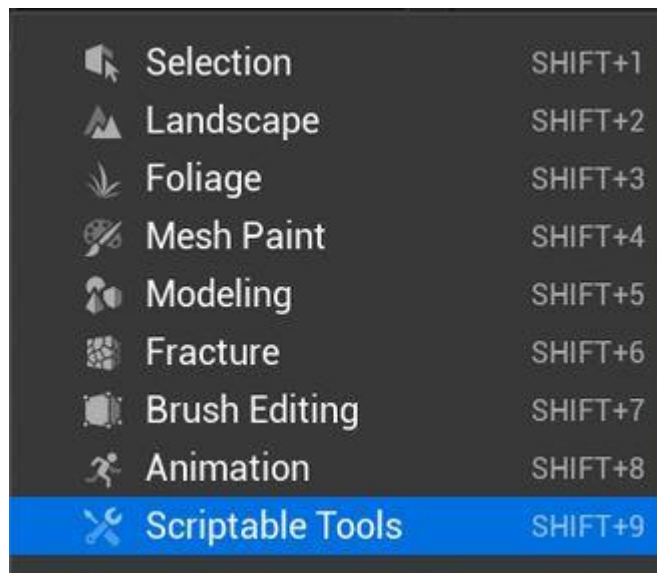 Selection SHIFT+1
Landscape SHIFT+2
Foliage SHIFT+3
Mesh Paint SHIFT+4
Modeling SHIFT+5
Fracture SHIFT+6
Brush Editing SHIFT+7
Animation SHIFT+8
Scriptable Tools SHIFT+9